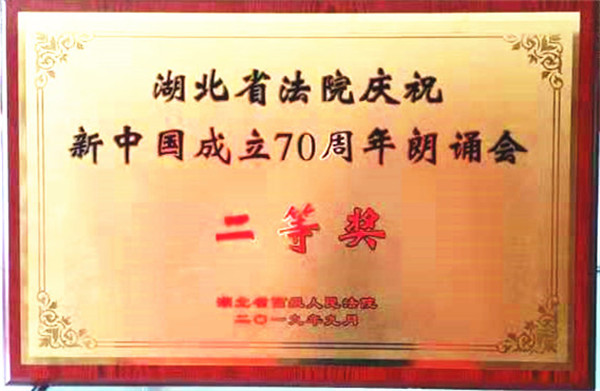 湖北省法院庆祝
新中国成立70周年朗诵会
二等奖
湖北省高级人民法院
二〇一九年九月